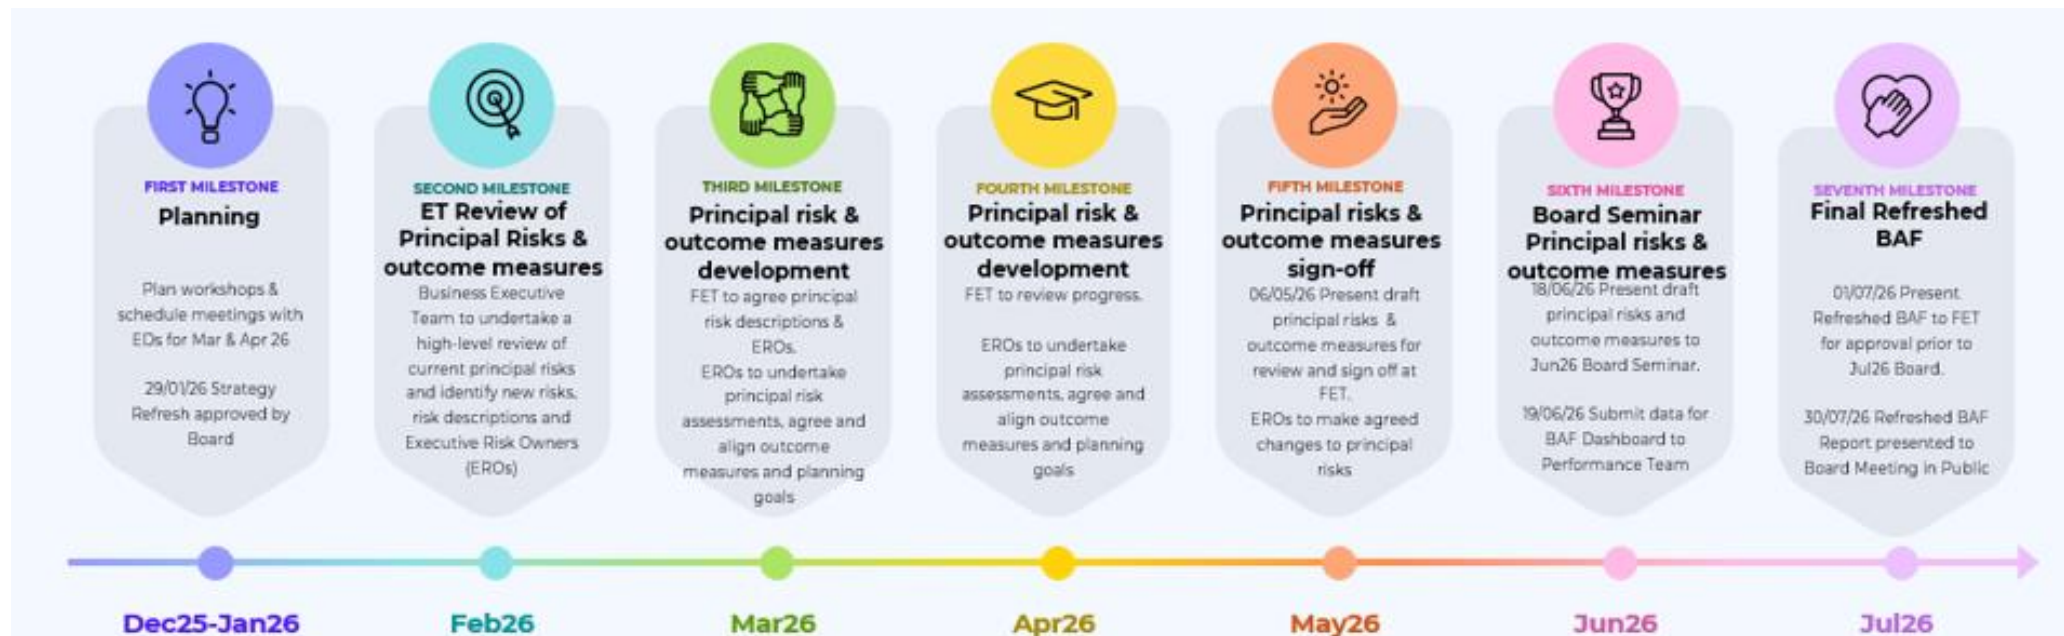 FIRST MILESTONE
Planning
Plan workshops &
schedule meetings with
EDs for Mar & Apr 26
29/01/26 Strategy
Refresh approved by
Board
Dec25-Jan26
SECOND MILESTONE
ET Review of
Principal Risks &
outcome measures
Business Executive
Team to undertake a
high-level review of
current principal risks
and identify new risks,
risk descriptions and
Executive Risk Owners
(EROs)
Feb26
THIRD MILESTONE
Principal risk &
outcome measures
development
FET to agree principal
risk descriptions &
EROs.
EROs to undertake
principal risk
assessments, agree and
align outcome
measures and planning
goals
Mar26
FOURTH MILESTONE
Principal risk &
outcome measures
development
FET to review progress.
EROs to undertake
principal risk
assessments, agree and
align outcome
measures and planning
goals
Apr26
FIFTH MILESTONE
Principal risks &
outcome measures
sign-off
06/05/26 Present draft
principal risks &
outcome measures for
review and sign off at
FET.
EROs to make agreed
changes to principal
risks
May26
SIXTH MILESTONE
Board Seminar
Principal risks &
outcome measures
18/06/26 Present draft
principal risks and
outcome measures to
Jun26 Board Seminar.
19/06/26 Submit data for
BAF Dashboard to
Performance Team
Jun26
SEVENTH MILESTONE
Final Refreshed
BAF
01/07/26 Present
Refreshed BAF to FET
for approval prior to
Jul26 Board.
30/07/26 Refreshed BAF
Report presented to
Board Meeting in Public
Jul26